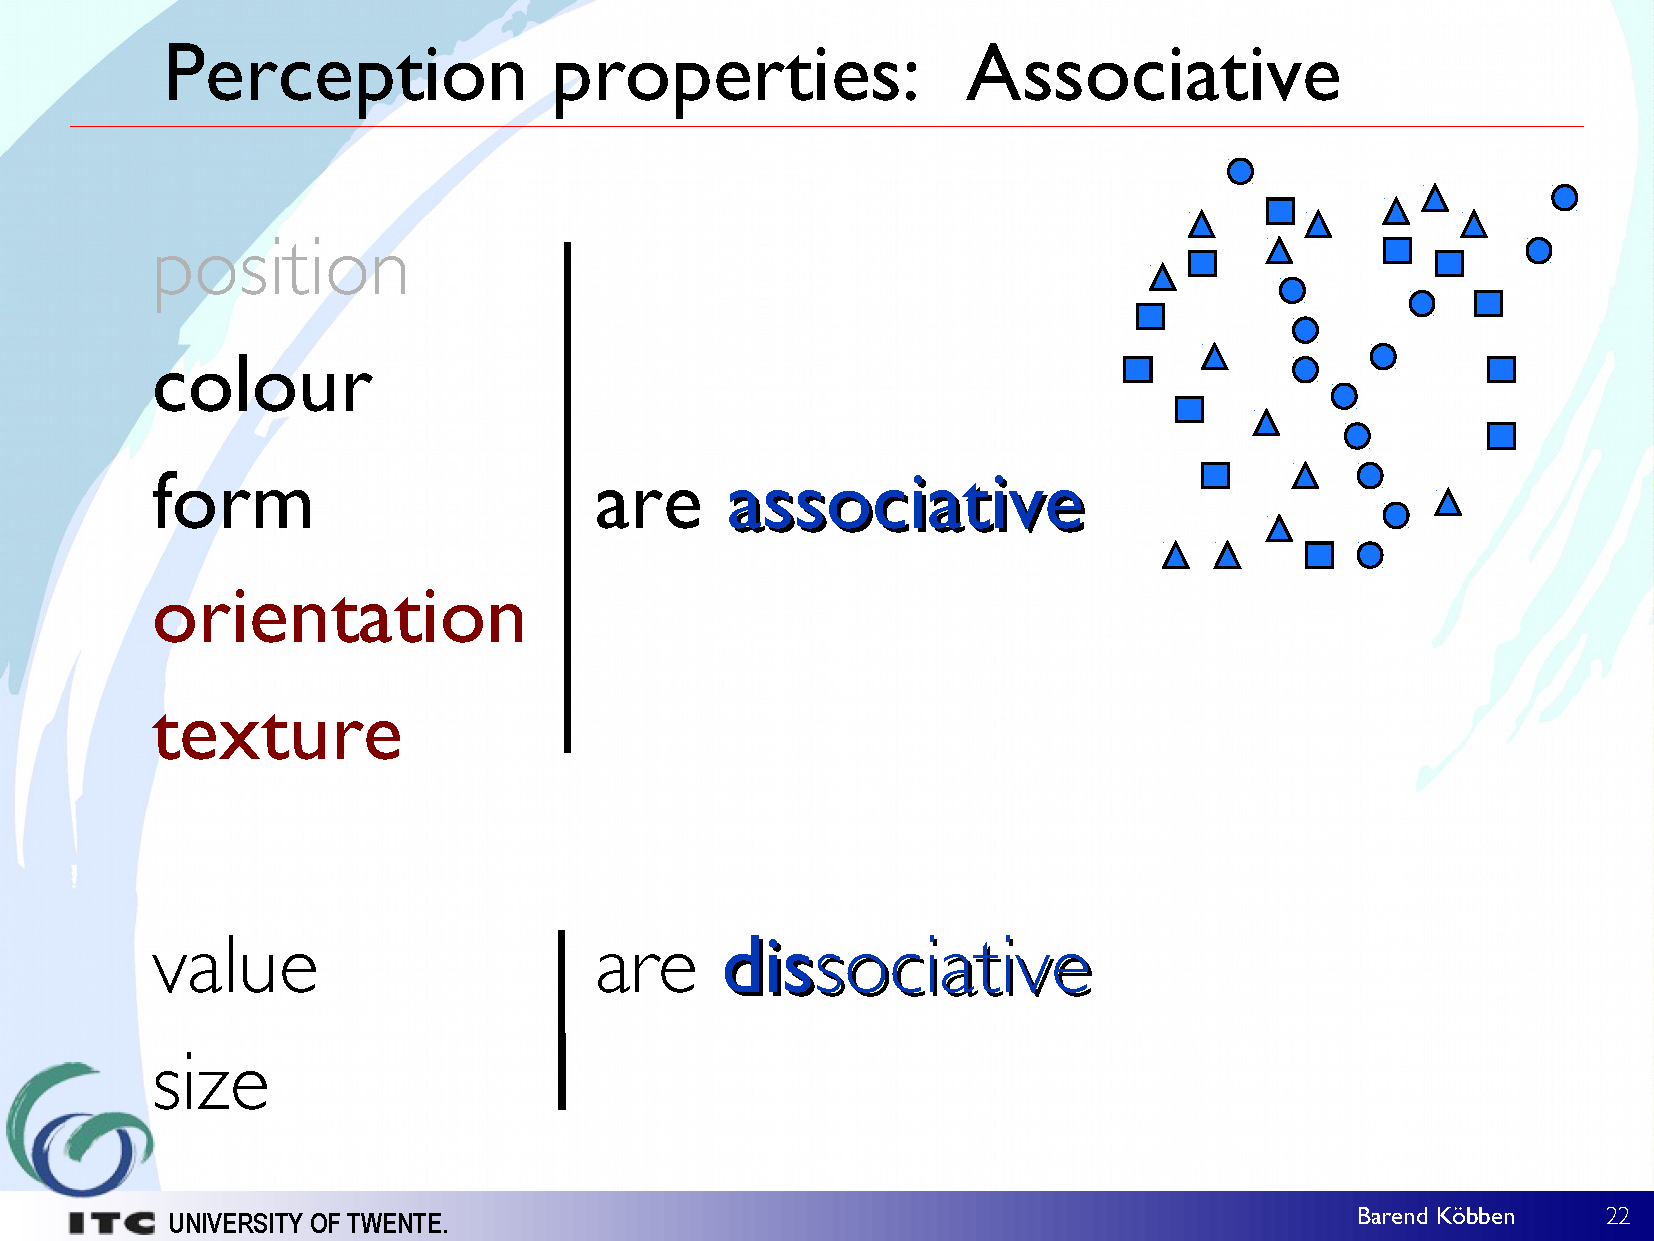 Perception properties: Associative
position
colour
form
are associative
orientation
texture
value
are dissociative
size
ITC UNIVERSITY OF TWENTE.
Barend Köbben 22